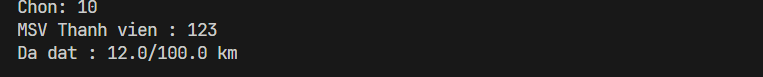 Chon: 10
MSV Thanh vien : 123
Da dat : 12.0/100.0 km